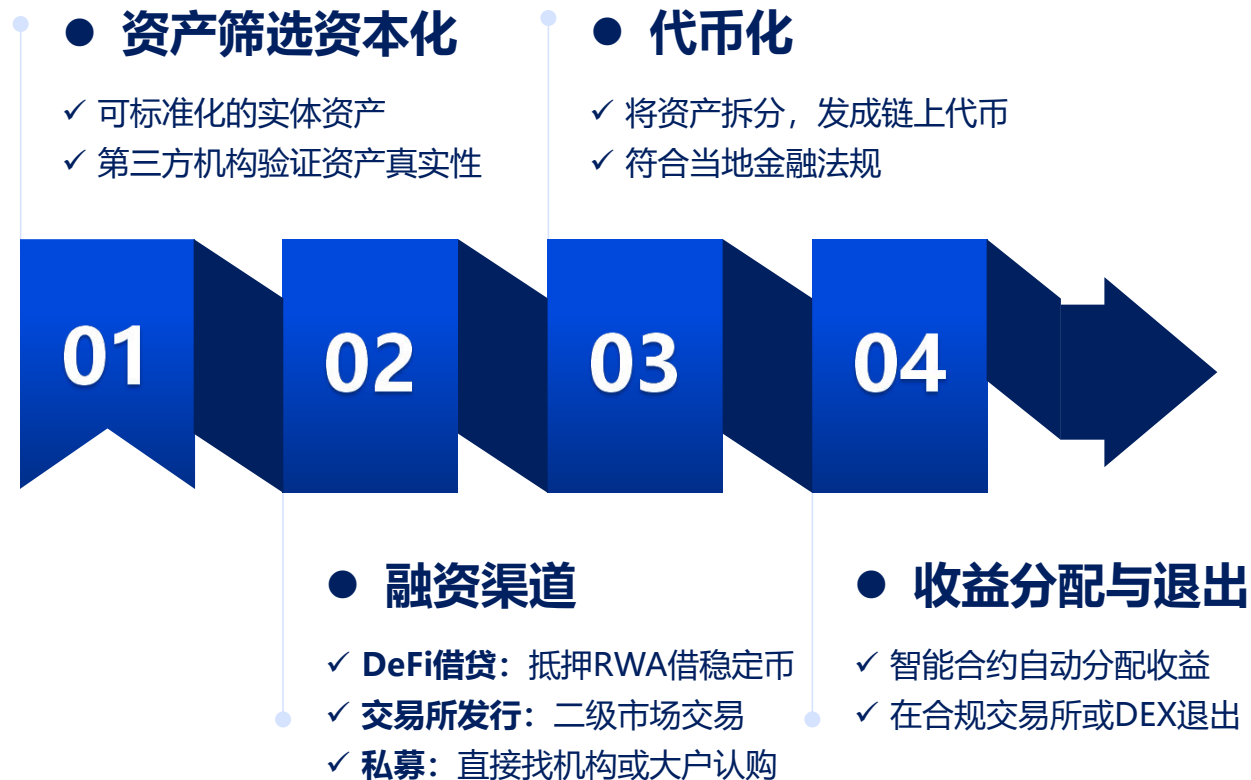 ● 资产筛选资本化
✓ 可标准化的实体资产
✓ 第三方机构验证资产真实性
● 代币化
✓ 将资产拆分，发成链上代币
✓ 符合当地金融法规
01
02
03
04
● 融资渠道
✓ DeFi借贷：抵押RWA借稳定币
✓ 交易所发行：二级市场交易
✓ 私募：直接找机构或大户认购
● 收益分配与退出
✓ 智能合约自动分配收益
✓ 在合规交易所或DEX退出